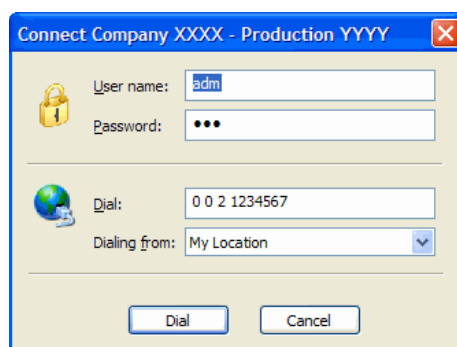 Connect Company XXXX - Production YYYY
User name: adm
Password: •••
Dial: 0 0 2 1234567
Dialing from: My Location
Dial Cancel